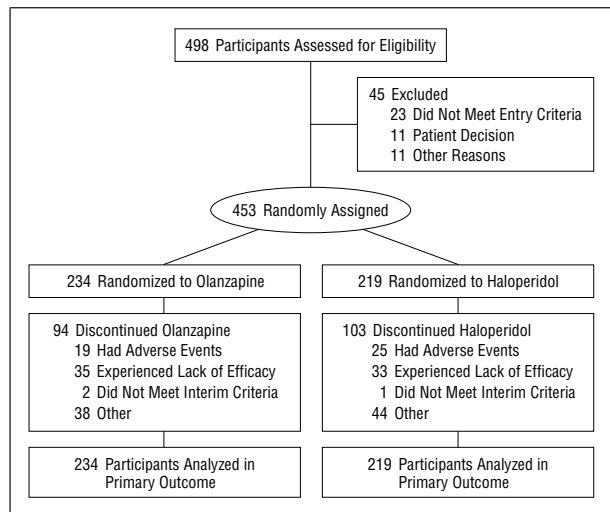 498 Participants Assessed for Eligibility
45 Excluded
23 Did Not Meet Entry Criteria
11 Patient Decision
11 Other Reasons
453 Randomly Assigned
234 Randomized to Olanzapine
219 Randomized to Haloperidol
94 Discontinued Olanzapine
19 Had Adverse Events
35 Experienced Lack of Efficacy
2 Did Not Meet Interim Criteria
38 Other
103 Discontinued Haloperidol
25 Had Adverse Events
33 Experienced Lack of Efficacy
1 Did Not Meet Interim Criteria
44 Other
234 Participants Analyzed in
Primary Outcome
219 Participants Analyzed in
Primary Outcome